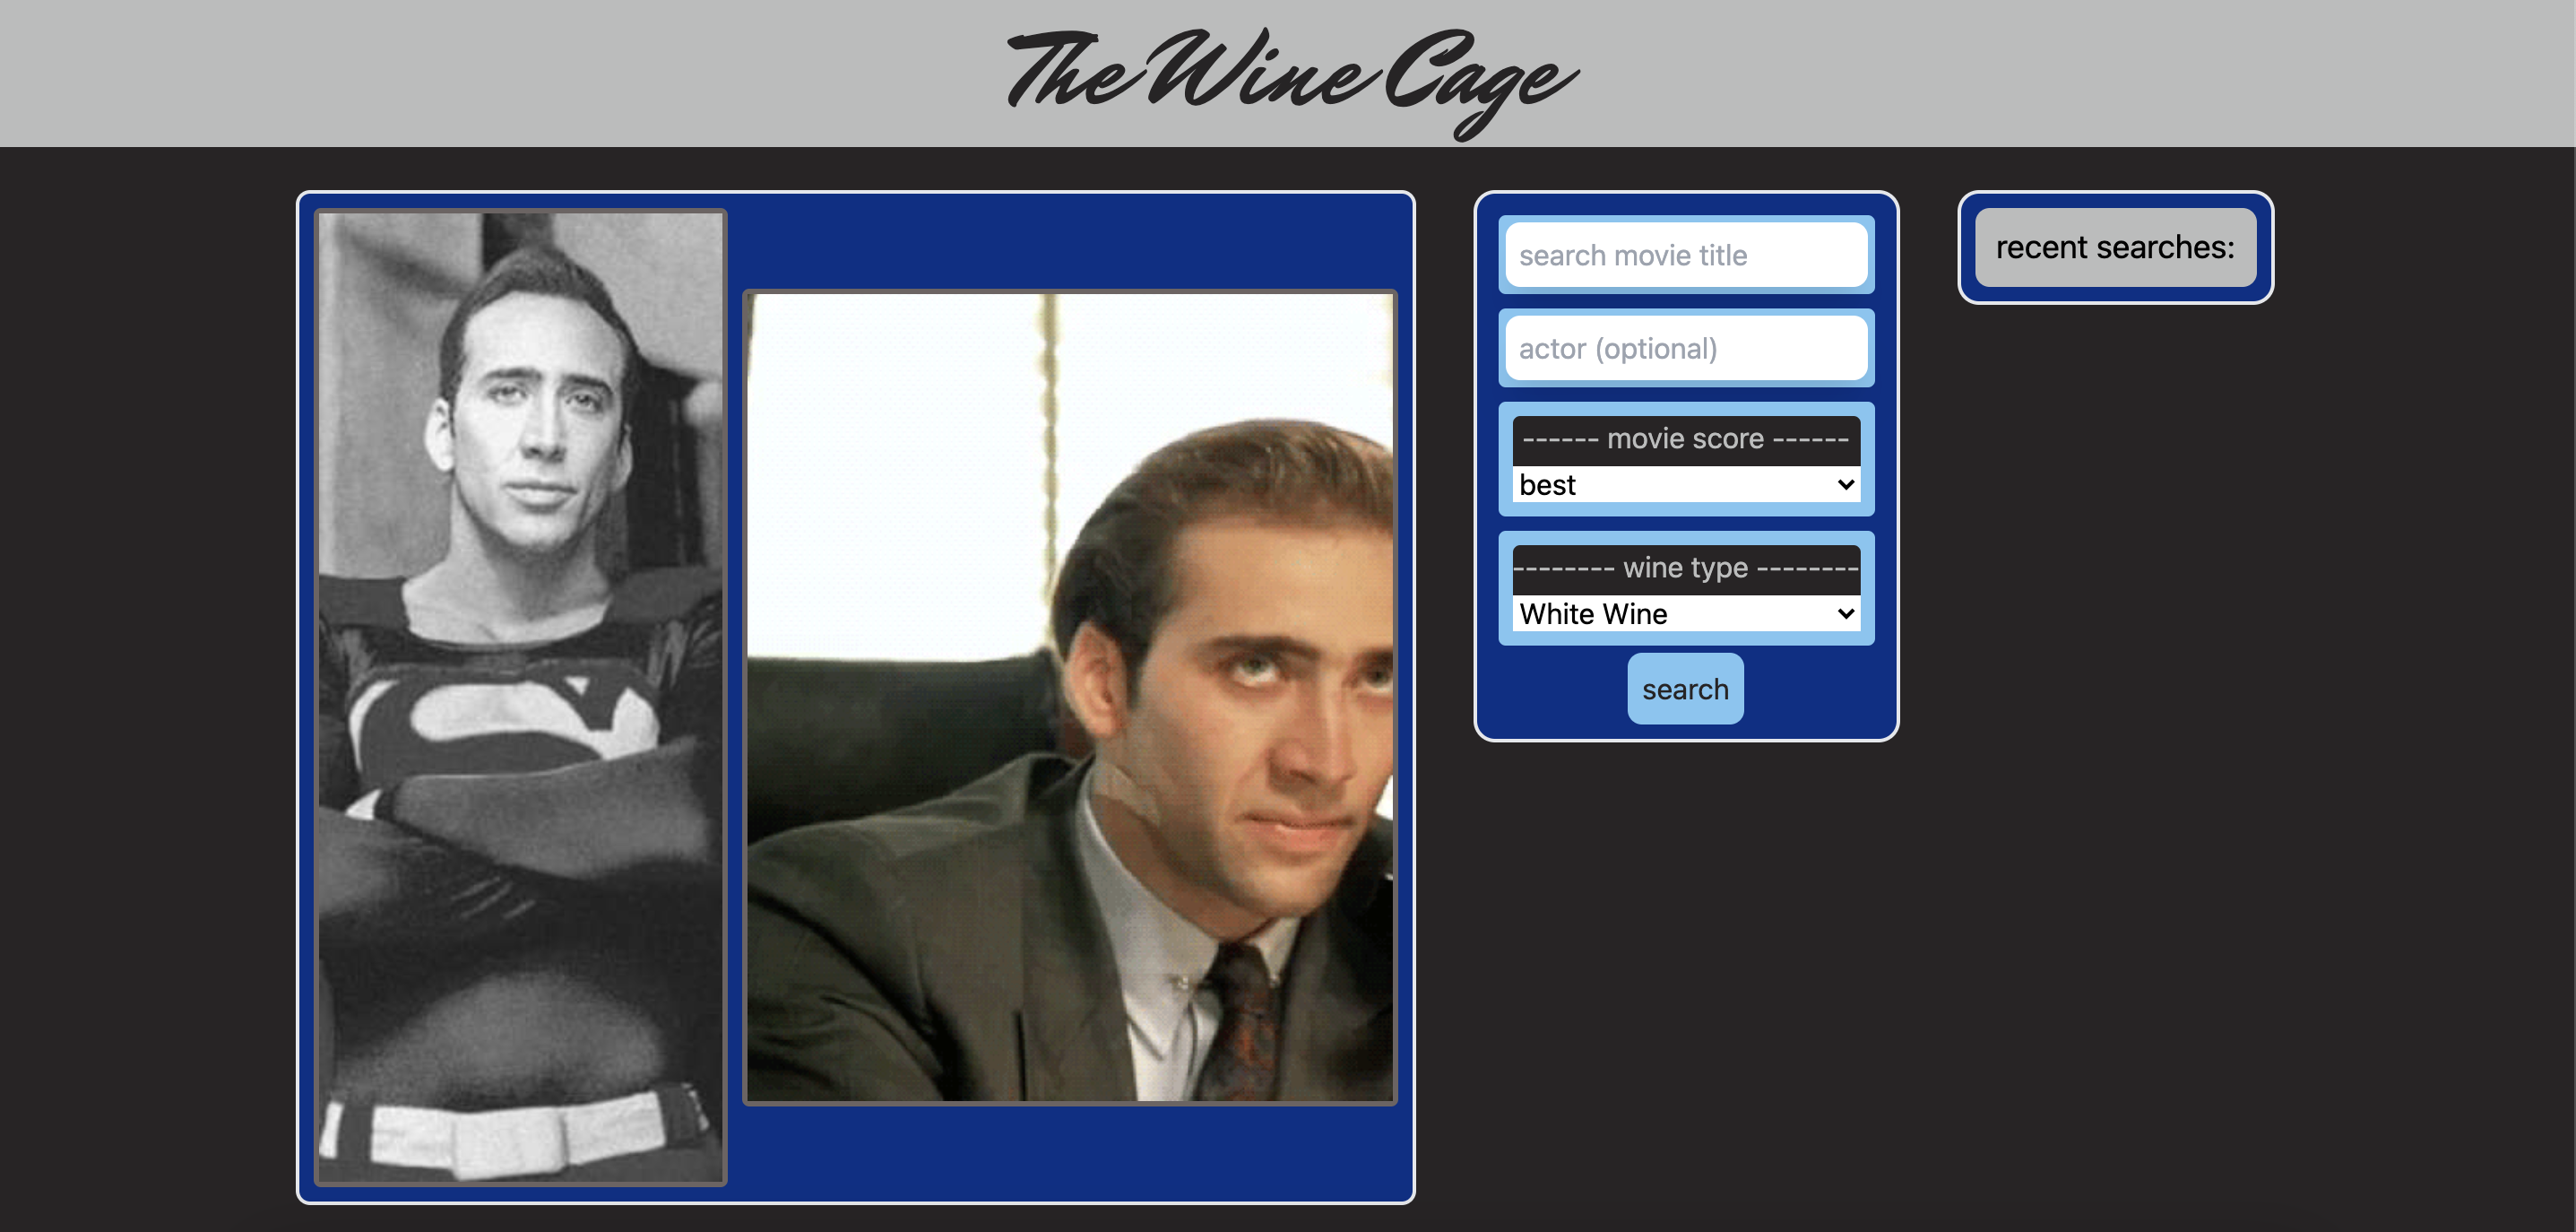 The Wine Cage
search movie title
actor (optional)
------ movie score ------
best
-------- wine type --------
White Wine
search
recent searches: